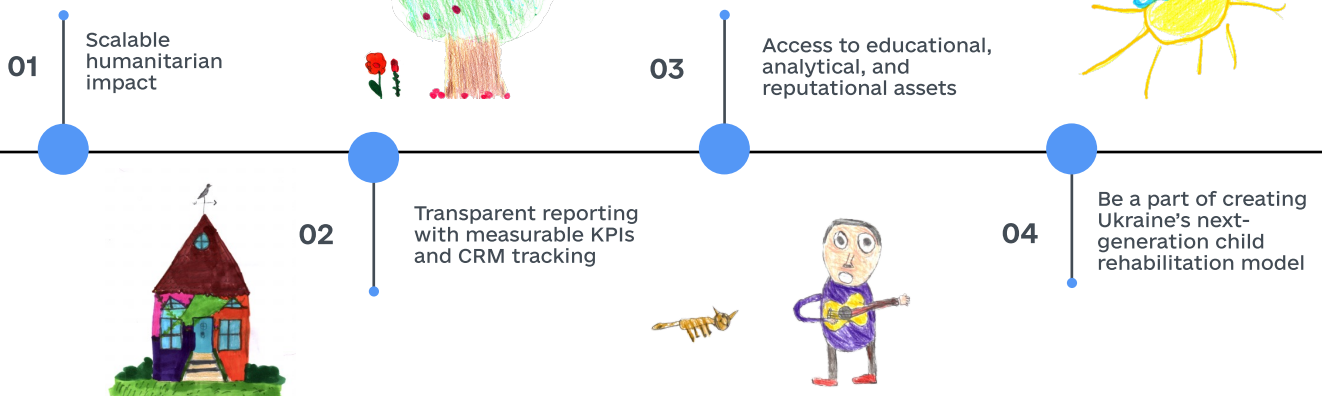 01
Scalable
humanitarian
impact
02
Transparent reporting
with measurable KPIs
and CRM tracking
03
Access to educational,
analytical, and
reputational assets
04
Be a part of creating
Ukraine’s next-
generation child
rehabilitation model